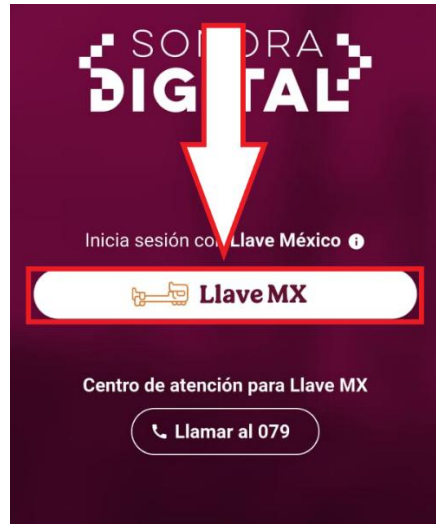 SONORA
DIGITAL
Inicia sesión con Llave México
Llave MX
Centro de atención para Llave MX
Llamar al 079